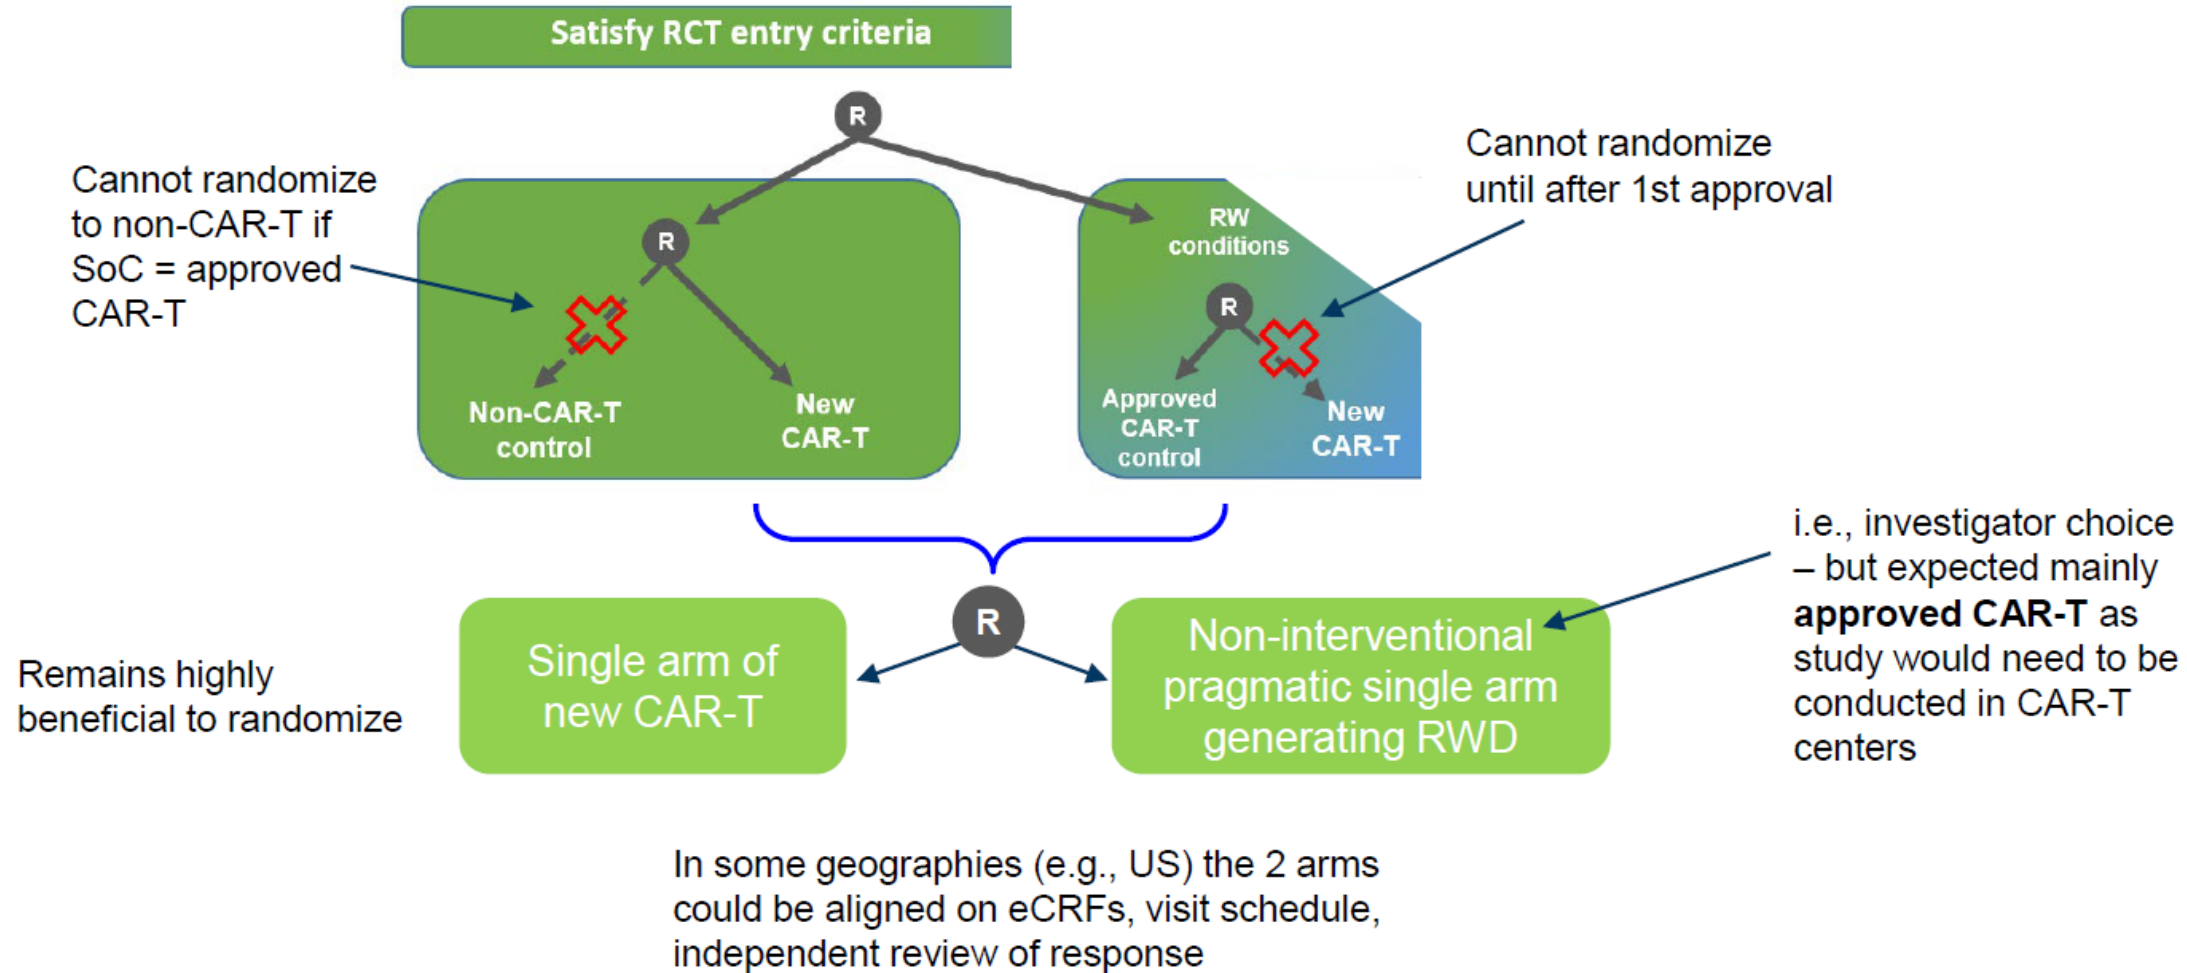 Satisfy RCT entry criteria
R
Cannot randomize
to non-CAR-T if
SoC = approved
CAR-T
R
Non-CAR-T
control
New
CAR-T
RW
conditions
R
Approved
CAR-T
control
New
CAR-T
Cannot randomize
until after 1st approval
R
Remains highly
beneficial to randomize
Single arm of
new CAR-T
Non-interventional
pragmatic single arm
generating RWD
i.e., investigator choice
– but expected mainly
approved CAR-T as
study would need to be
conducted in CAR-T
centers
In some geographies (e.g., US) the 2 arms
could be aligned on eCRFs, visit schedule,
independent review of response